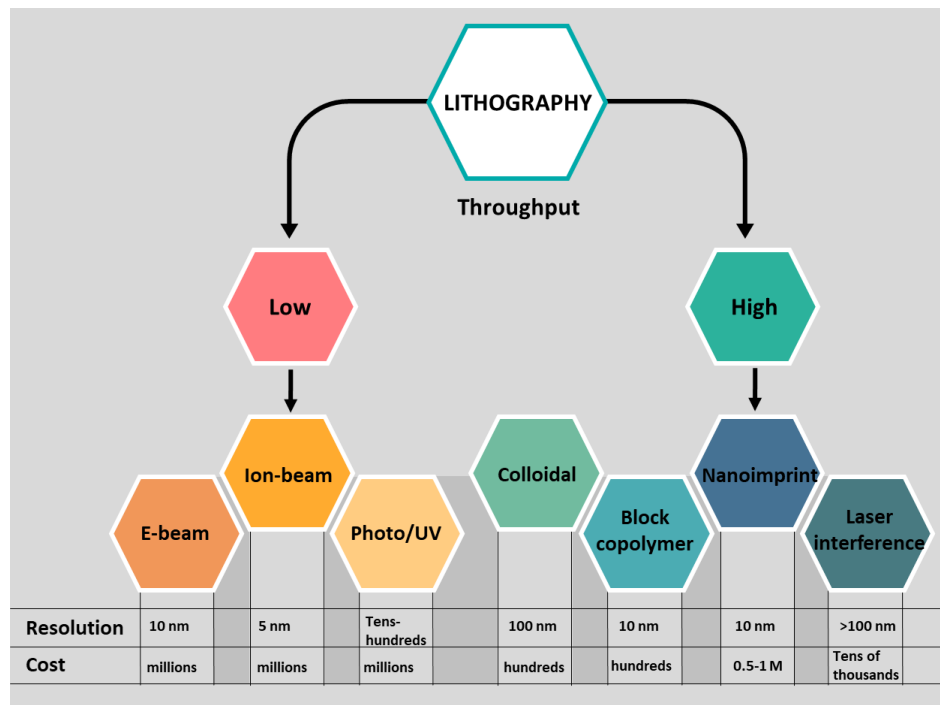 LITHOGRAPHY
Throughput
Low
High
Ion-beam
Colloidal
Nanoimprint
E-beam
Photo/UV
Block
copolymer
Laser
interference
Resolution
10 nm
5 nm
Tens-
hundreds
100 nm
10 nm
10 nm
>100 nm
Cost
millions
millions
millions
hundreds
hundreds
0.5-1 M
Tens of
thousands